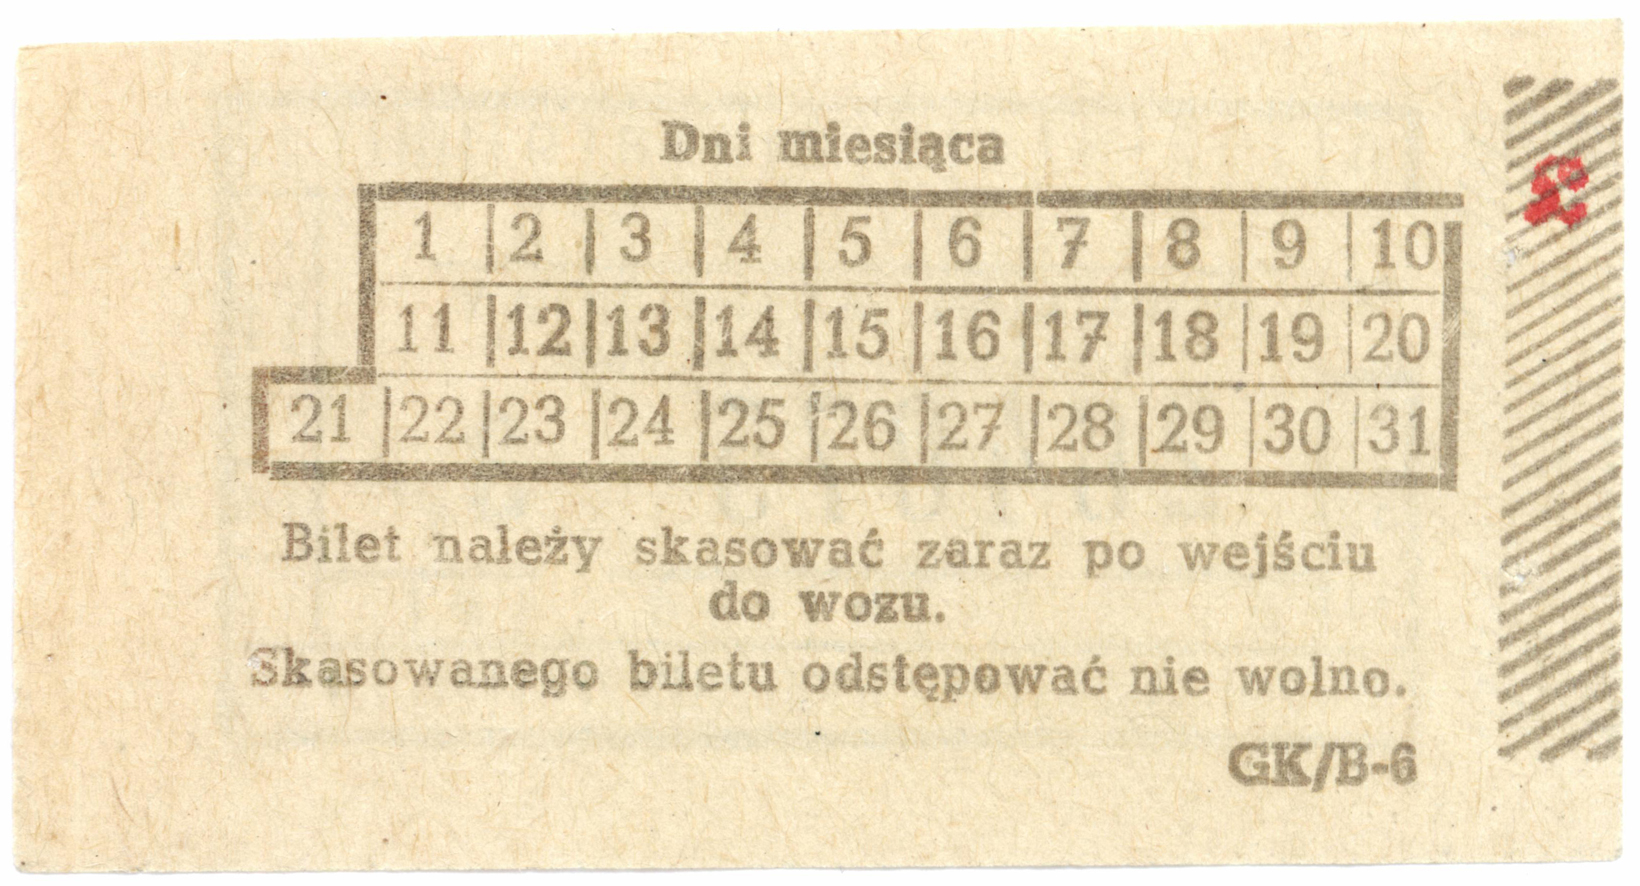 Dni miesiąca
1 2 3 4 5 6 7 8 9 10
11 12 13 14 15 16 17 18 19 20
21 22 23 24 25 26 27 28 29 30 31
Bilet należy skasować zaraz po wejściu
do wozu.
Skasowanego biletu odstępować nie wolno.
GK/B-6